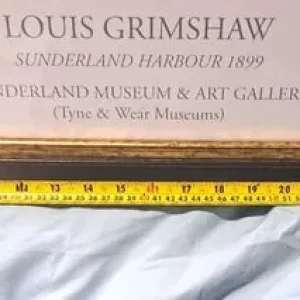 LOUIS GRIMSHAW
SUNDERLAND HARBOUR 1899
NDERLAND MUSEUM & ART GALLER
(Tyne & Wear Museums)
13 14 15 16 17 18 19 20